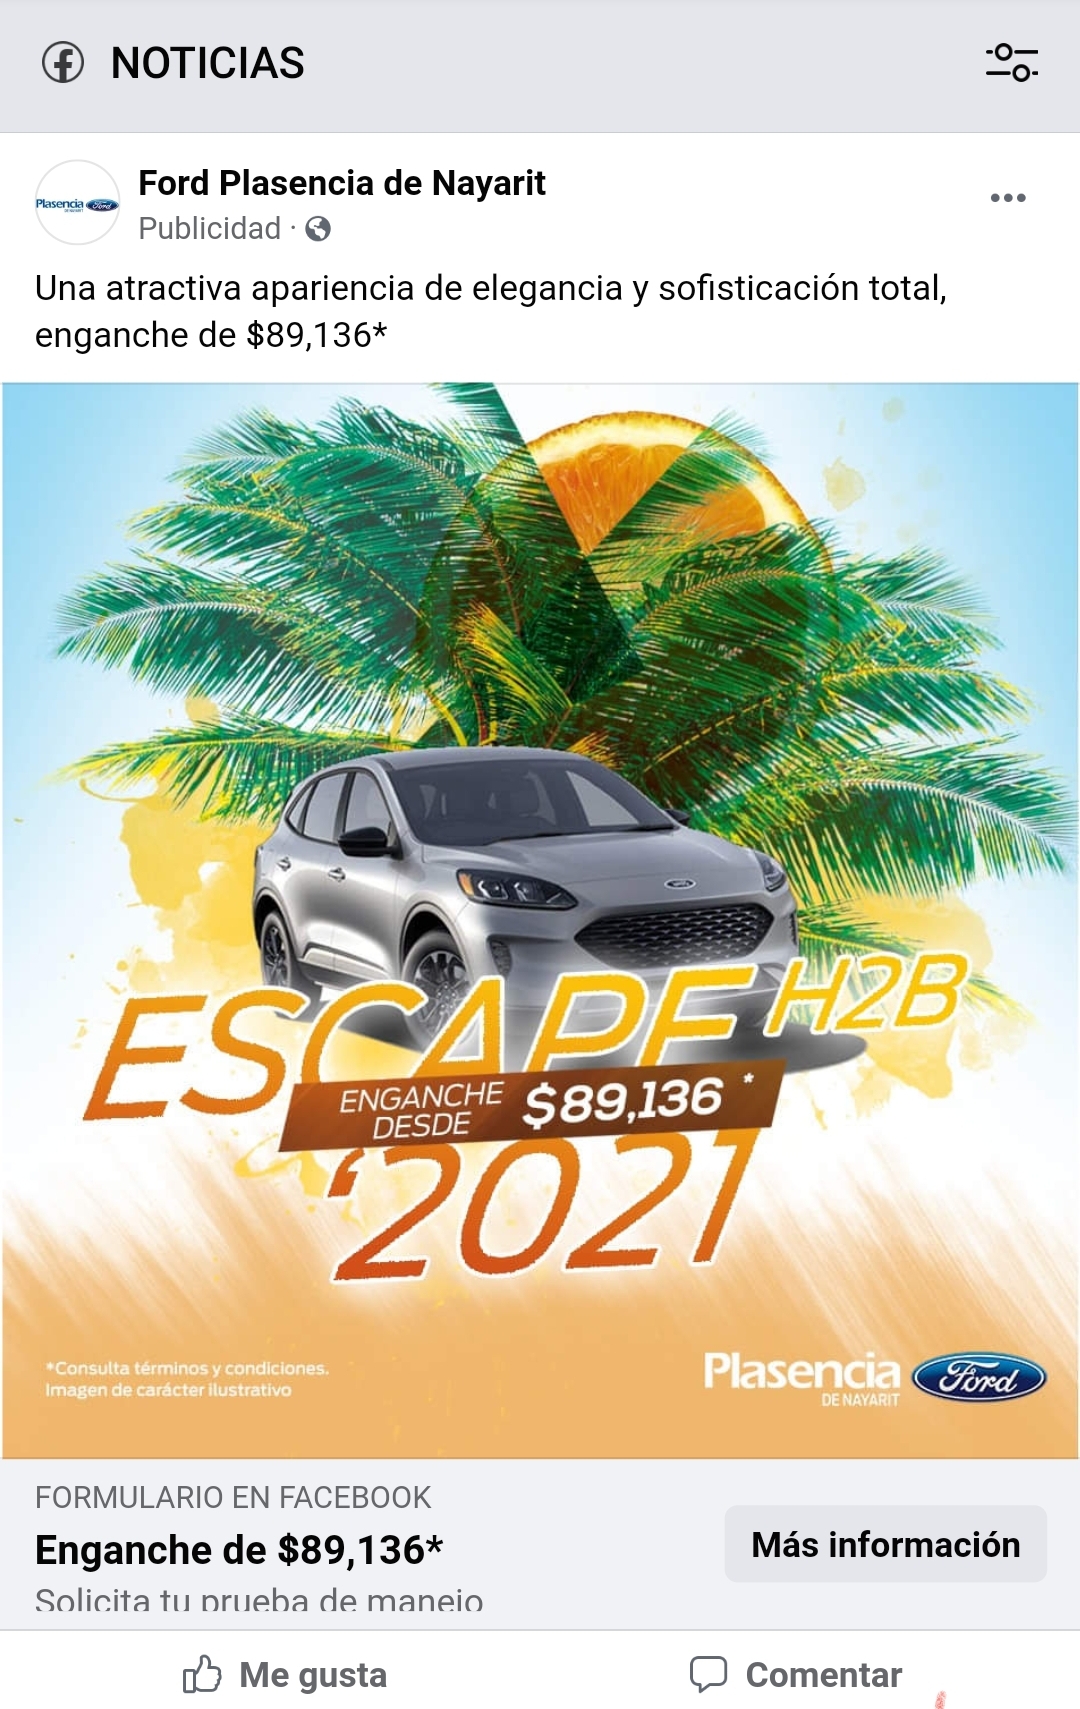 NOTICIAS
Ford Plasencia de Nayarit
Publicidad ·
Una atractiva apariencia de elegancia y sofisticación total,
enganche de $89,136*
ESCAPE H2B
ENGANCHE
DESDE
$89,136 *
'2021
*Consulta términos y condiciones.
Imagen de carácter ilustrativo
Plasencia
DE NAYARIT
Ford
FORMULARIO EN FACEBOOK
Enganche de $89,136*
Solicita tu prueba de manejo
Más información
Me gusta
Comentar